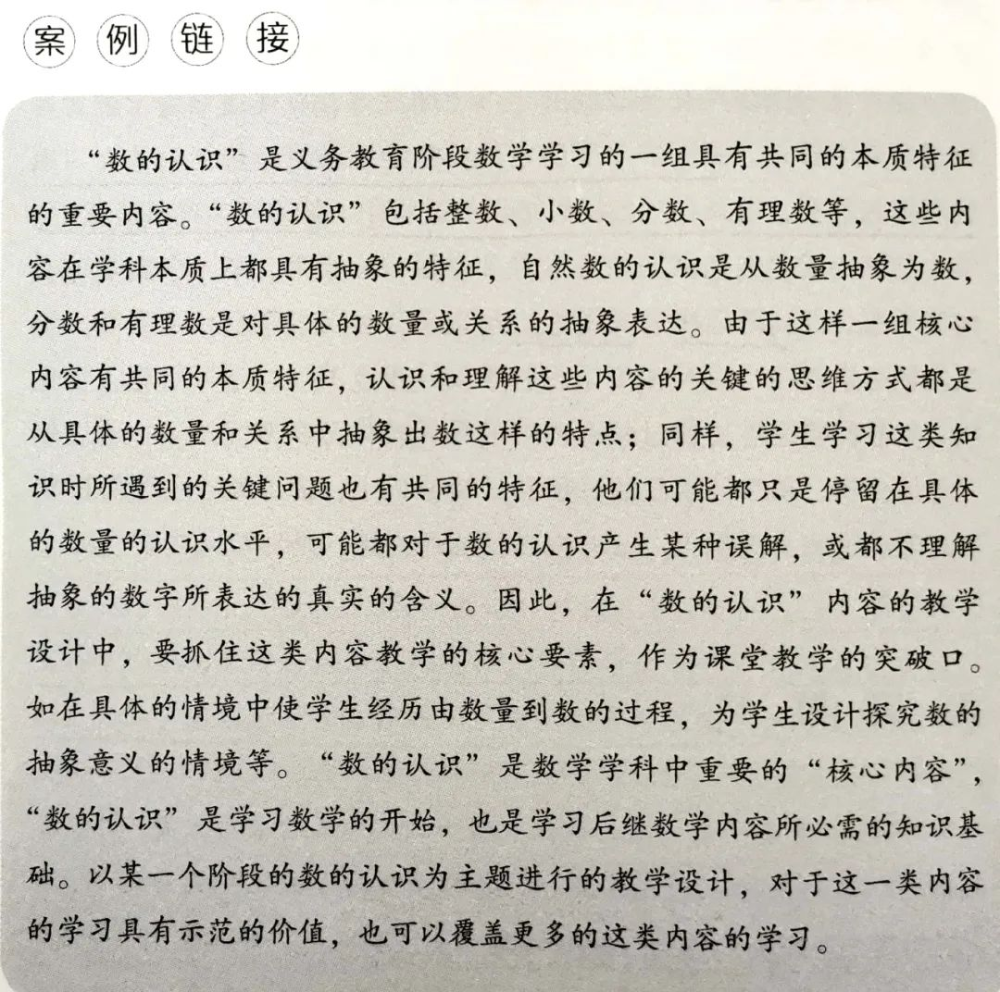 案例链接
“数的认识”是义务教育阶段数学学习的一组具有共同的本质特征
的重要内容。“数的认识”包括整数、小数、分数、有理数等，这些内
容在学科本质上都具有抽象的特征，自然数的认识是从数量抽象为数，
分数和有理数是对具体的数量或关系的抽象表达。由于这样一组核心
内容有共同的本质特征，认识和理解这些内容的关键的思维方式都是
从具体的数量和关系中抽象出数这样的特点；同样，学生学习这类知
识时所遇到的关键问题也有共同的特征，他们可能都只是停留在具体
的数量的认识水平，可能都对于数的认识产生某种误解，或都不理解
抽象的数字所表达的真实的含义。因此，在“数的认识”内容的教学
设计中，要抓住这类内容教学的核心要素，作为课堂教学的突破口。
如在具体的情境中使学生经历由数量到数的过程，为学生设计探究数的
抽象意义的情境等。“数的认识”是数学学科中重要的“核心内容”，
“数的认识”是学习数学的开始，也是学习后继数学内容所必需的知识基
础。以某一个阶段的数的认识为主题进行的教学设计，对于这一类内容
的学习具有示范的价值，也可以覆盖更多的这类内容的学习。